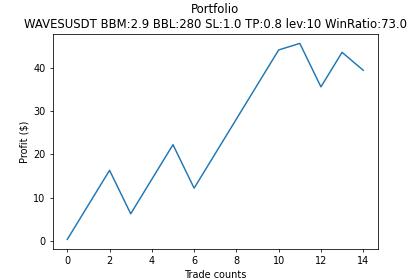 Portfolio
WAVESUSDT BBM:2.9 BBL:280 SL:1.0 TP:0.8 lev:10 WinRatio:73.0
Profit ($)
40
30
20
10
0
0 2 4 6 8 10 12 14
Trade counts